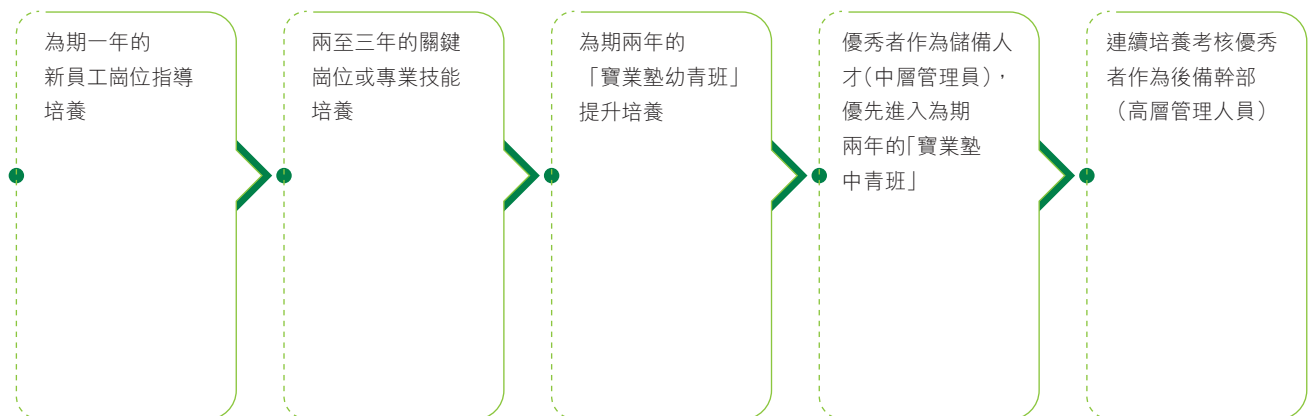 為期一年的
新員工崗位指導
培養
兩至三年的關鍵
崗位或專業技能
培養
為期兩年的
「寶業塾幼青班」
提升培養
優秀者作為儲備人
才(中層管理員)，
優先進入為期
兩年的「寶業塾
中青班」
連續培養考核優秀
者作為後備幹部
（高層管理人員）